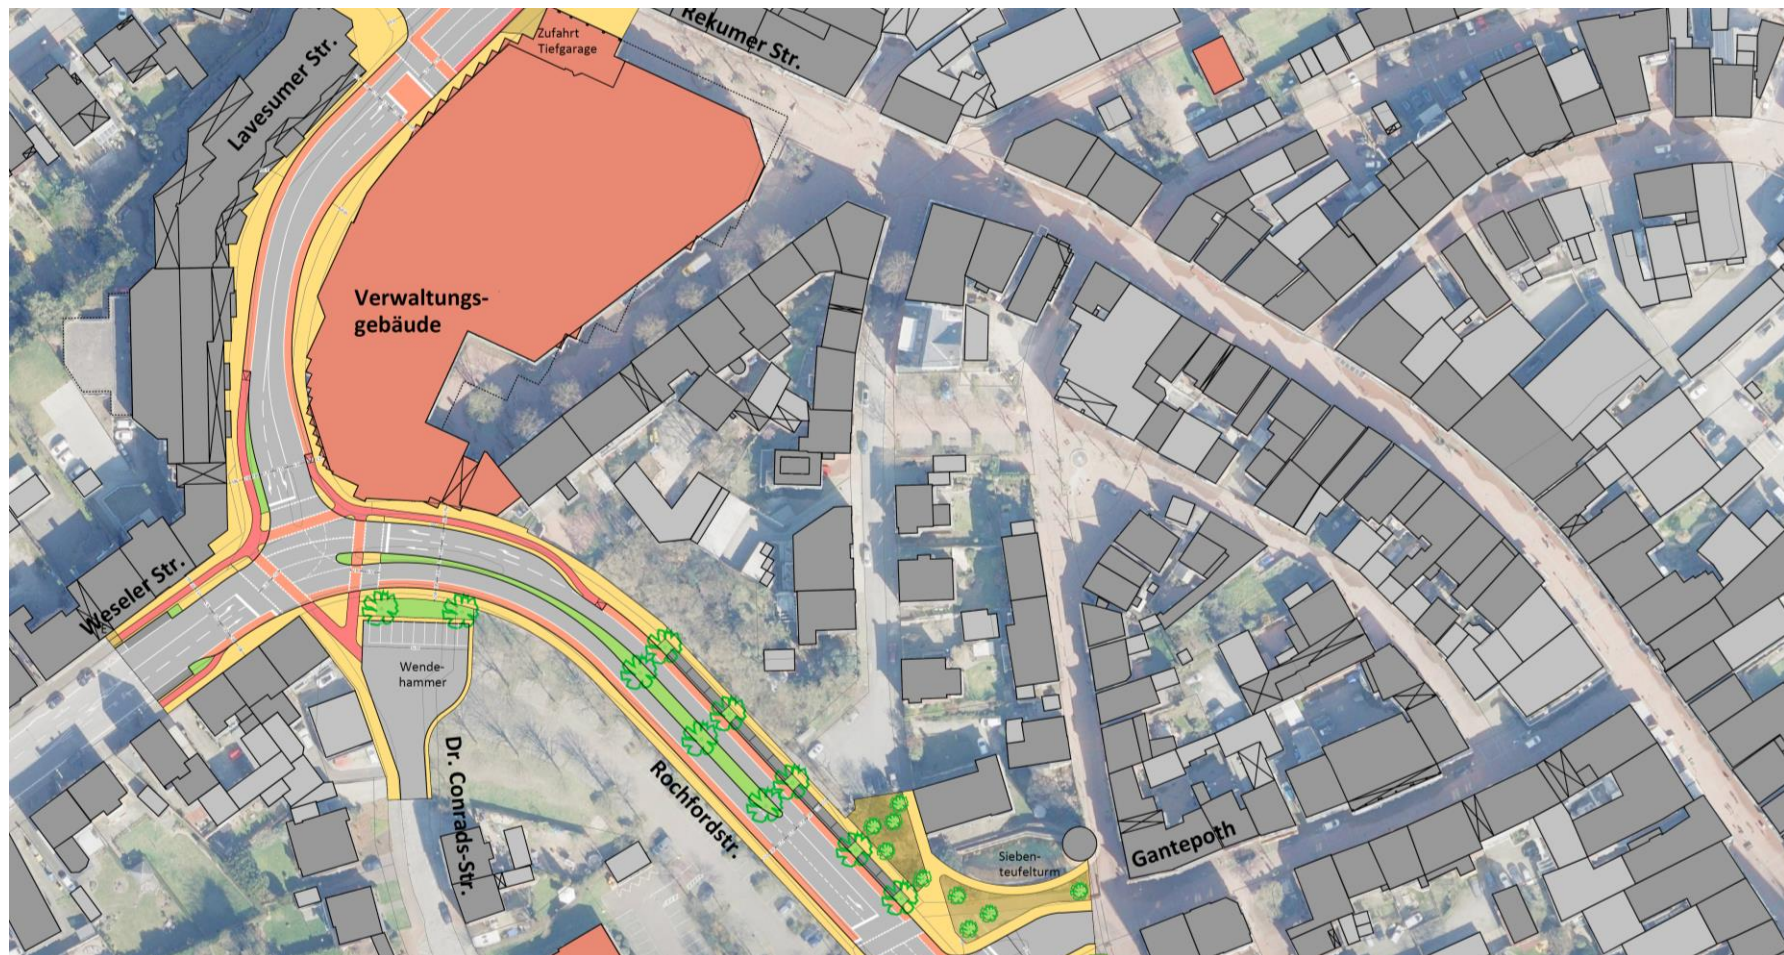 Zufahrt
Tiefgarage
Rekumer Str.
Lavesumer Str.
Verwaltungs-
gebäude
Weseler Str.
Wende-
hammer
Dr. Conrads-Str.
Rochfordstr.
Sieben-
teufelturm
Gantepoth